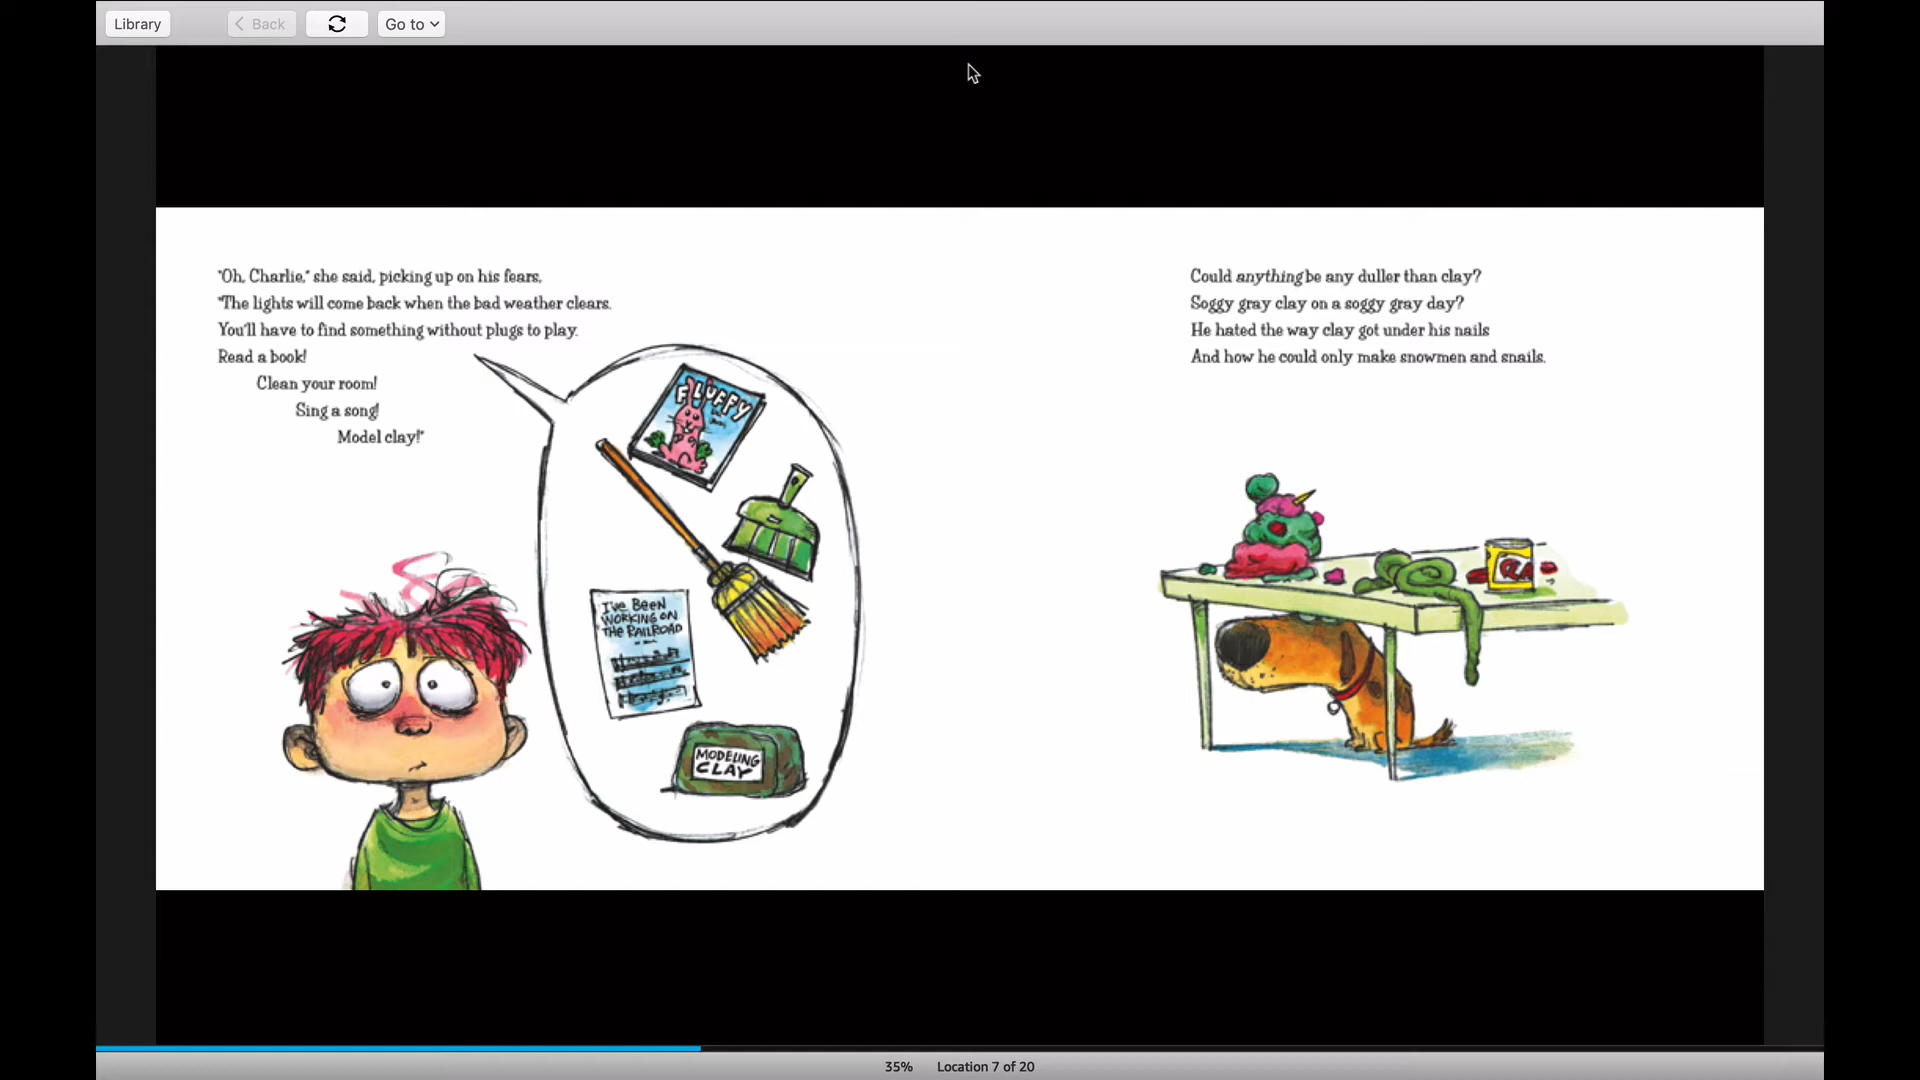 Library
Back
Go to
"Oh, Charlie," she said, picking up on his fears,
"The lights will come back when the bad weather clears.
You'll have to find something without plugs to play.
Read a book!
Clean your room!
Sing a song!
Model clay!"
FLUFFY
I've BEEN
WORKING ON
THE RAILROAD
MODELING
CLAY
Could anything be any duller than clay?
Soggy gray clay on a soggy gray day?
He hated the way clay got under his nails
And how he could only make snowmen and snails.
35% Location 7 of 20